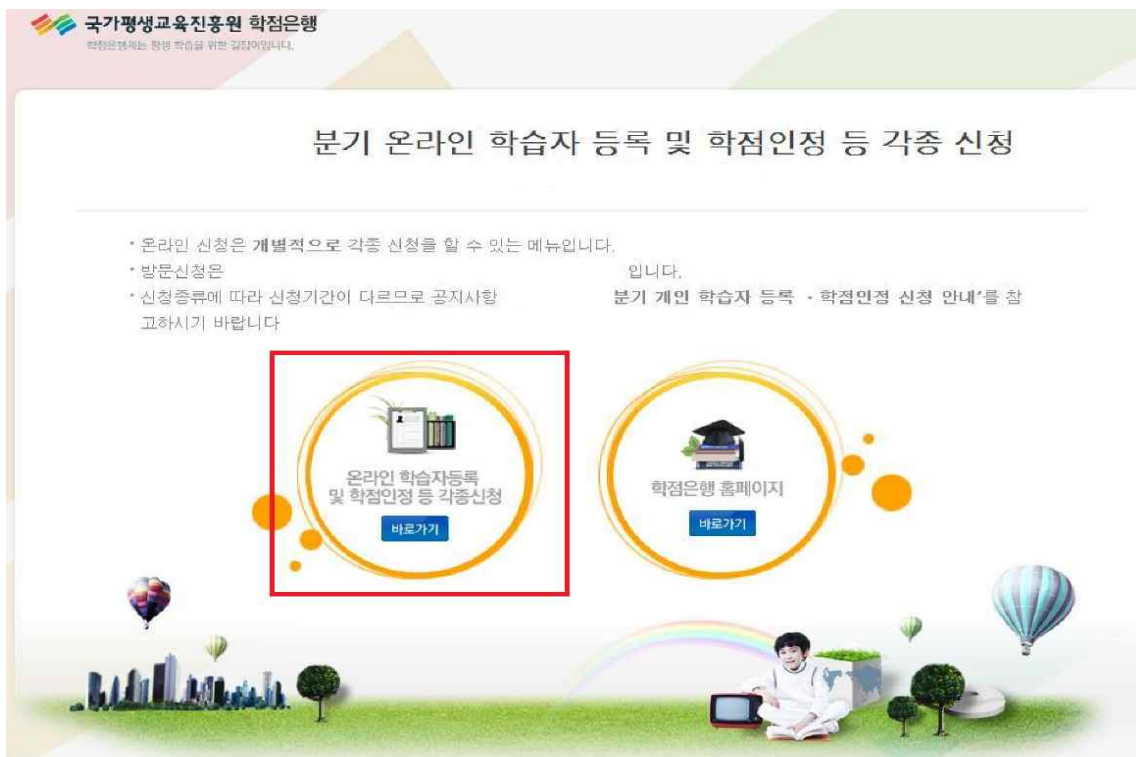 국가평생교육진흥원 학점은행
학점은행제는 평생 학습을 위한 길잡이입니다.
분기 온라인 학습자 등록 및 학점인정 등 각종 신청
* 온라인 신청은 개별적으로 각종 신청을 할 수 있는 메뉴입니다.
* 방문신청은 입니다.
* 신청종류에 따라 신청기간이 다르므로 공지사항 분기 개인 학습자 등록 - 학점인정 신청 안내'를 참
고하시기 바랍니다
온라인 학습자등록
및 학점인정 등 각종신청
바로가기
학점은행 홈페이지
바로가기